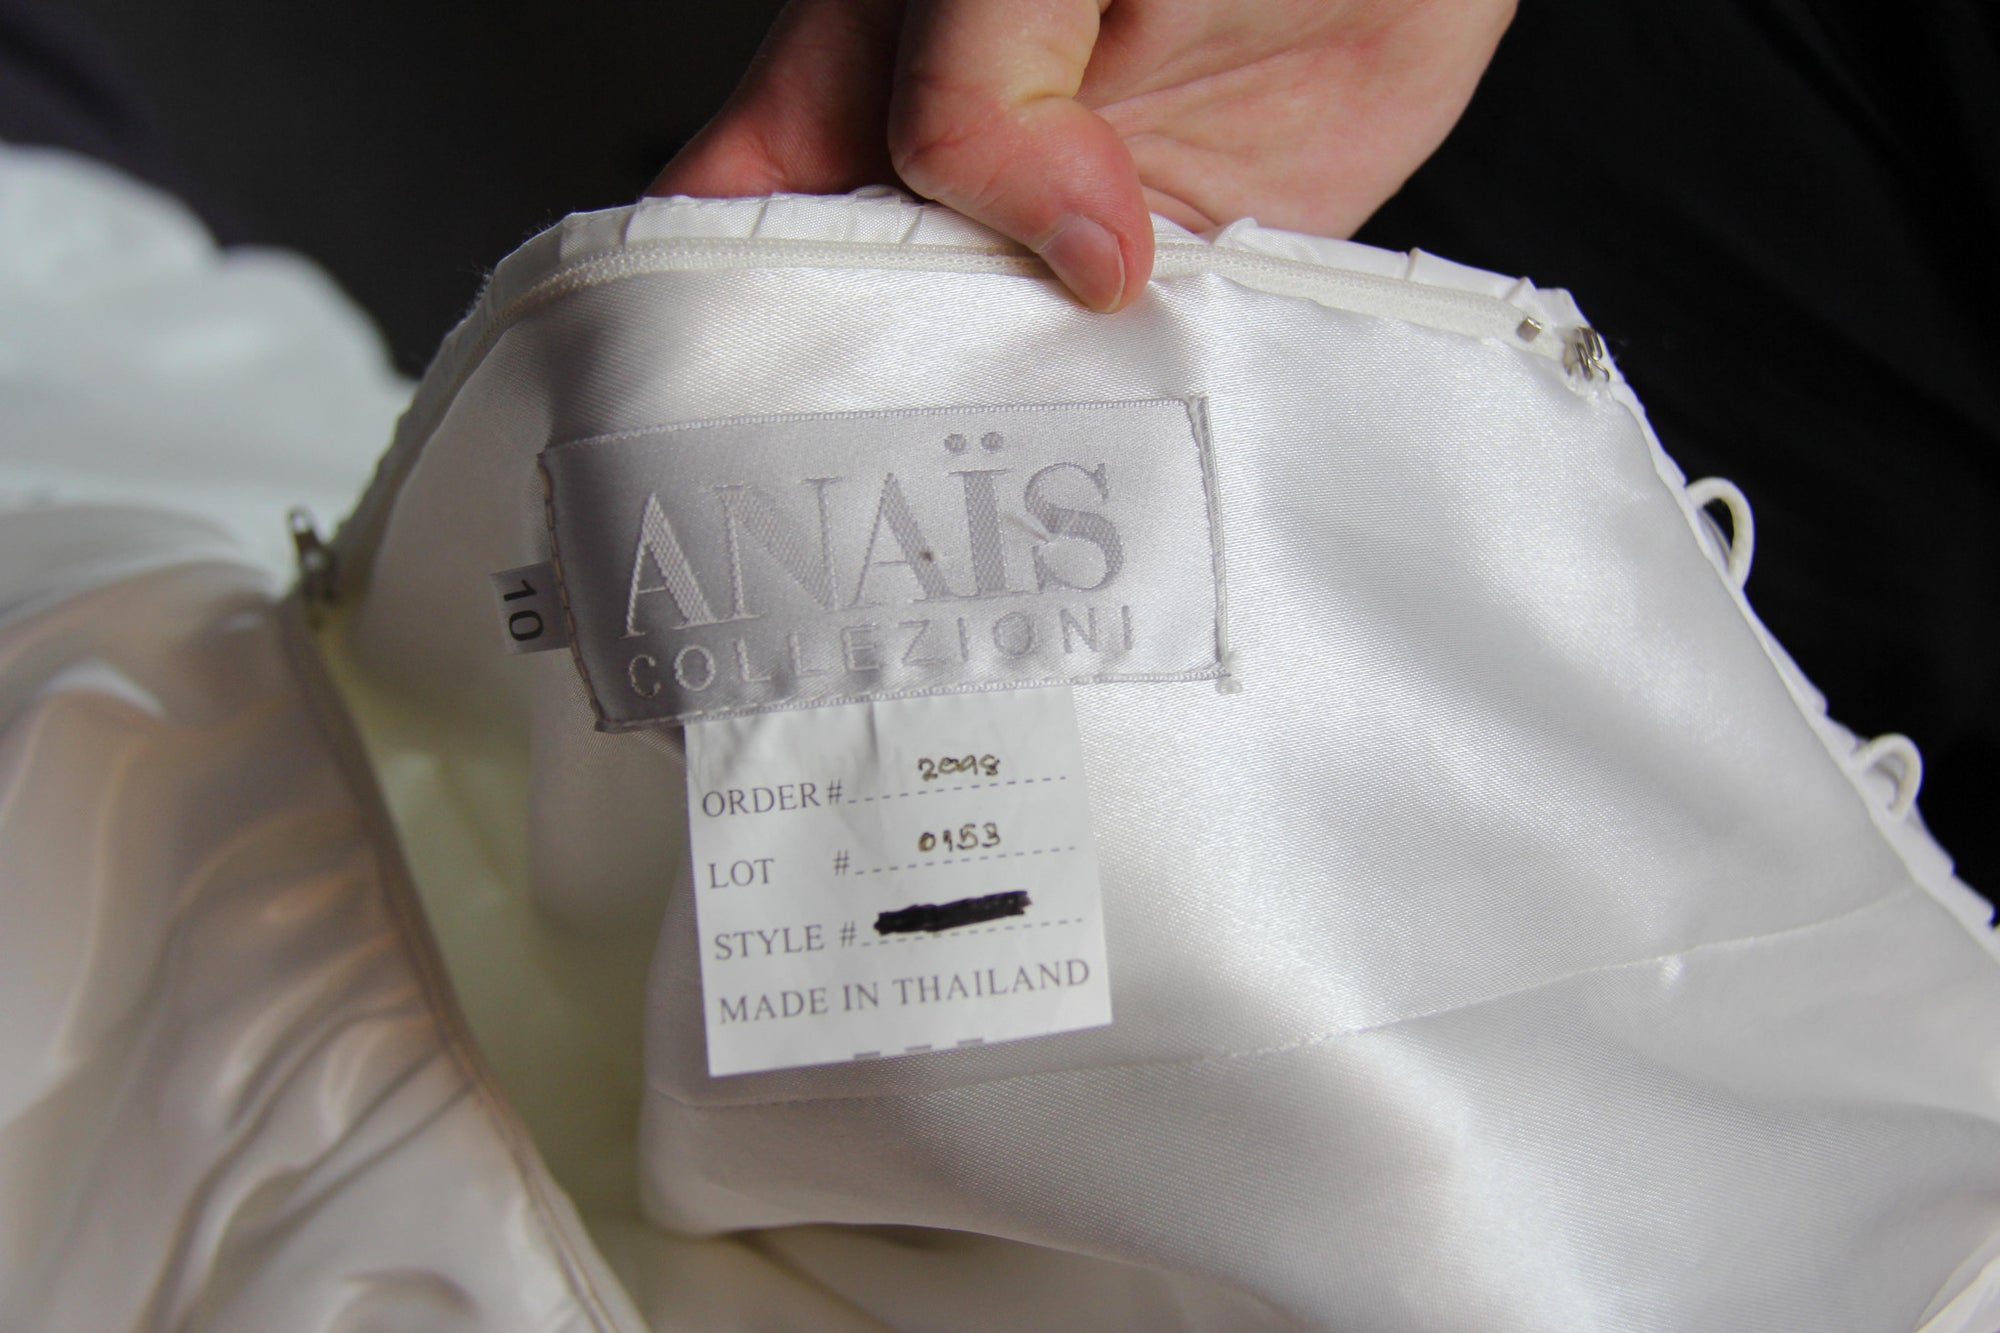 ANAÏS
COLLEZIONI
10
ORDER # 2098
LOT # 0153
STYLE #
MADE IN THAILAND